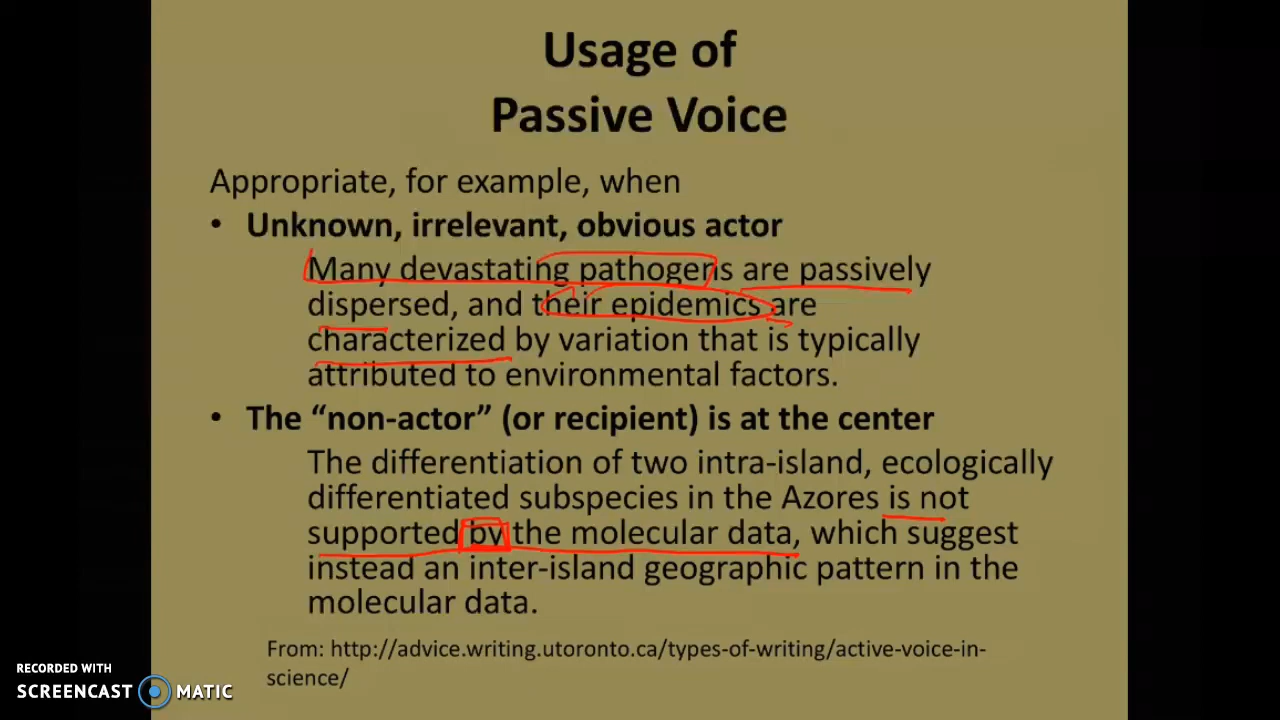 Usage of
Passive Voice
Appropriate, for example, when
• Unknown, irrelevant, obvious actor
Many devastating pathogens are passively
dispersed, and their epidemics are
characterized by variation that is typically
attributed to environmental factors.
• The “non-actor” (or recipient) is at the center
The differentiation of two intra-island, ecologically
differentiated subspecies in the Azores is not
supported by the molecular data, which suggest
instead an inter-island geographic pattern in the
molecular data.
From: http://advice.writing.utoronto.ca/types-of-writing/active-voice-in-
science/
RECORDED WITH
SCREENCAST MATIC